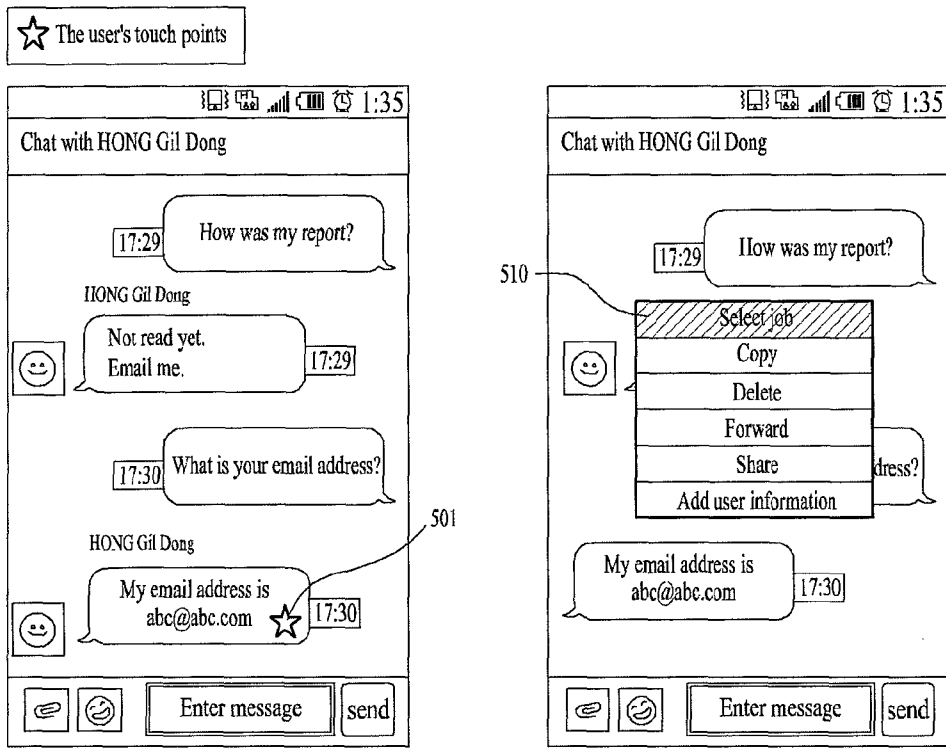 The user's touch points
1:35
Chat with HONG Gil Dong
How was my report?
17:29
HONG Gil Dong
Not read yet.
Email me.
17:29
What is your email address?
17:30
HONG Gil Dong
My email address is
abc@abc.com
17:30
501
Enter message
send
1:35
Chat with HONG Gil Dong
How was my report?
17:29
510
Select job
Copy
Delete
Forward
Share
Add user information
dress?
My email address is
abc@abc.com
17:30
Enter message
send